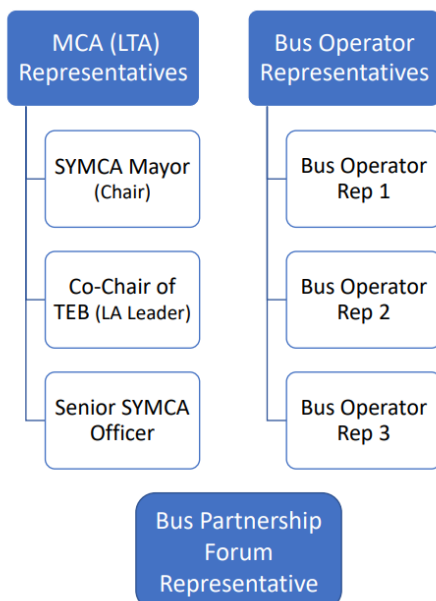 MCA (LTA)
Representatives
SYMCA Mayor
(Chair)
Co-Chair of
TEB (LA Leader)
Senior SYMCA
Officer
Bus Operator
Representatives
Bus Operator
Rep 1
Bus Operator
Rep 2
Bus Operator
Rep 3
Bus Partnership
Forum
Representative